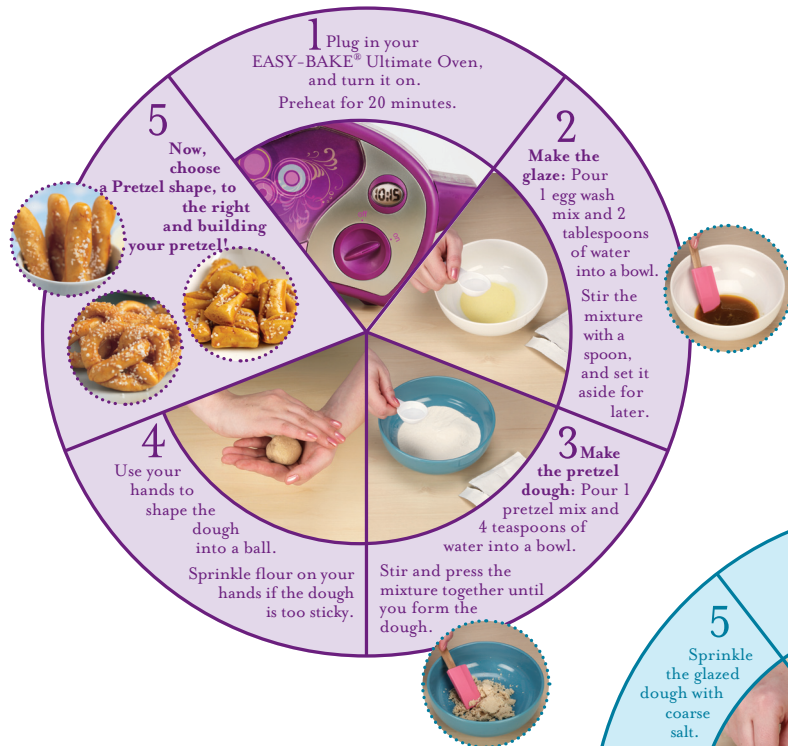 1 Plug in your
EASY-BAKE® Ultimate Oven,
and turn it on.
Preheat for 20 minutes.
10:15
2
Make the
glaze: Pour
1 egg wash
mix and 2
tablespoons
of water
into a bowl.
Stir the
mixture
with a
spoon,
and set it
aside for
later.
3 Make
the pretzel
dough: Pour 1
pretzel mix and
4 teaspoons of
water into a bowl.
Stir and press the
mixture together until
you form the
dough.
4
Use your
hands to
shape the
dough
into a ball.
Sprinkle flour on your
hands if the dough
is too sticky.
5
Now,
choose
a Pretzel shape, to
the right
and building
your pretzel!
5
Sprinkle
the glazed
dough with
coarse
salt.